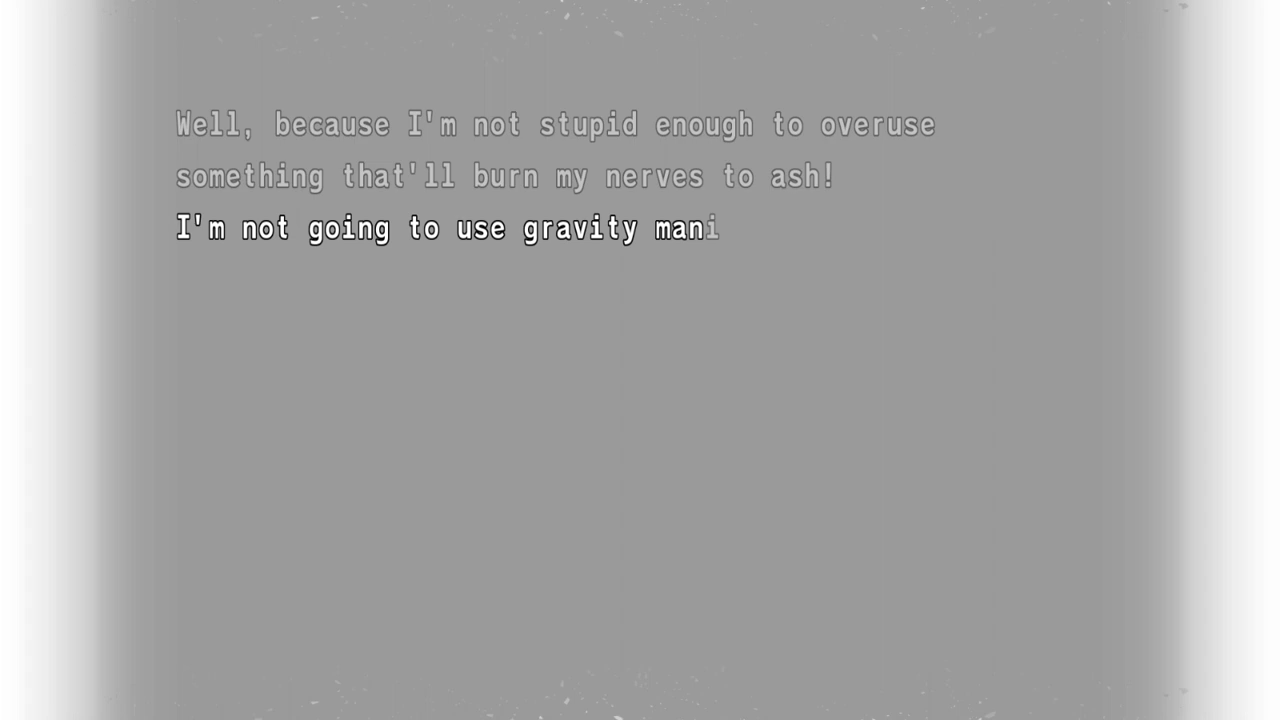 Well, because I'm not stupid enough to overuse
something that'll burn my nerves to ash!
I'm not going to use gravity mani